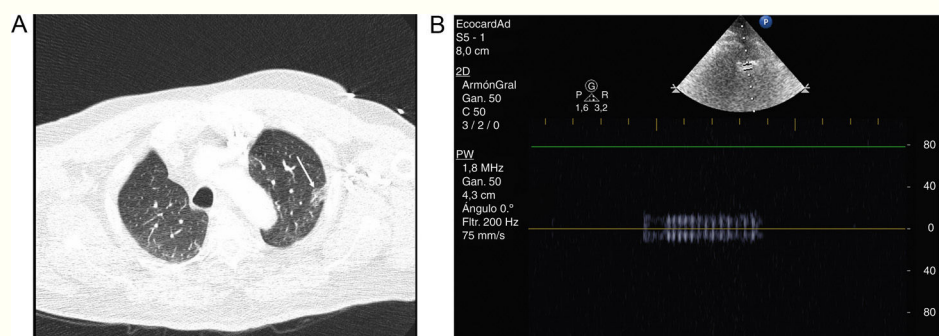 A
B
EcocardAd
S5 - 1
8,0 cm
2D
ArmónGral
Gan. 50
C 50
3 / 2 / 0
P
G
P R
1,6 3,2
PW
1,8 MHz
Gan. 50
4,3 cm
Ángulo 0.º
Fltr. 200 Hz
75 mm/s
80
40
0
40
80